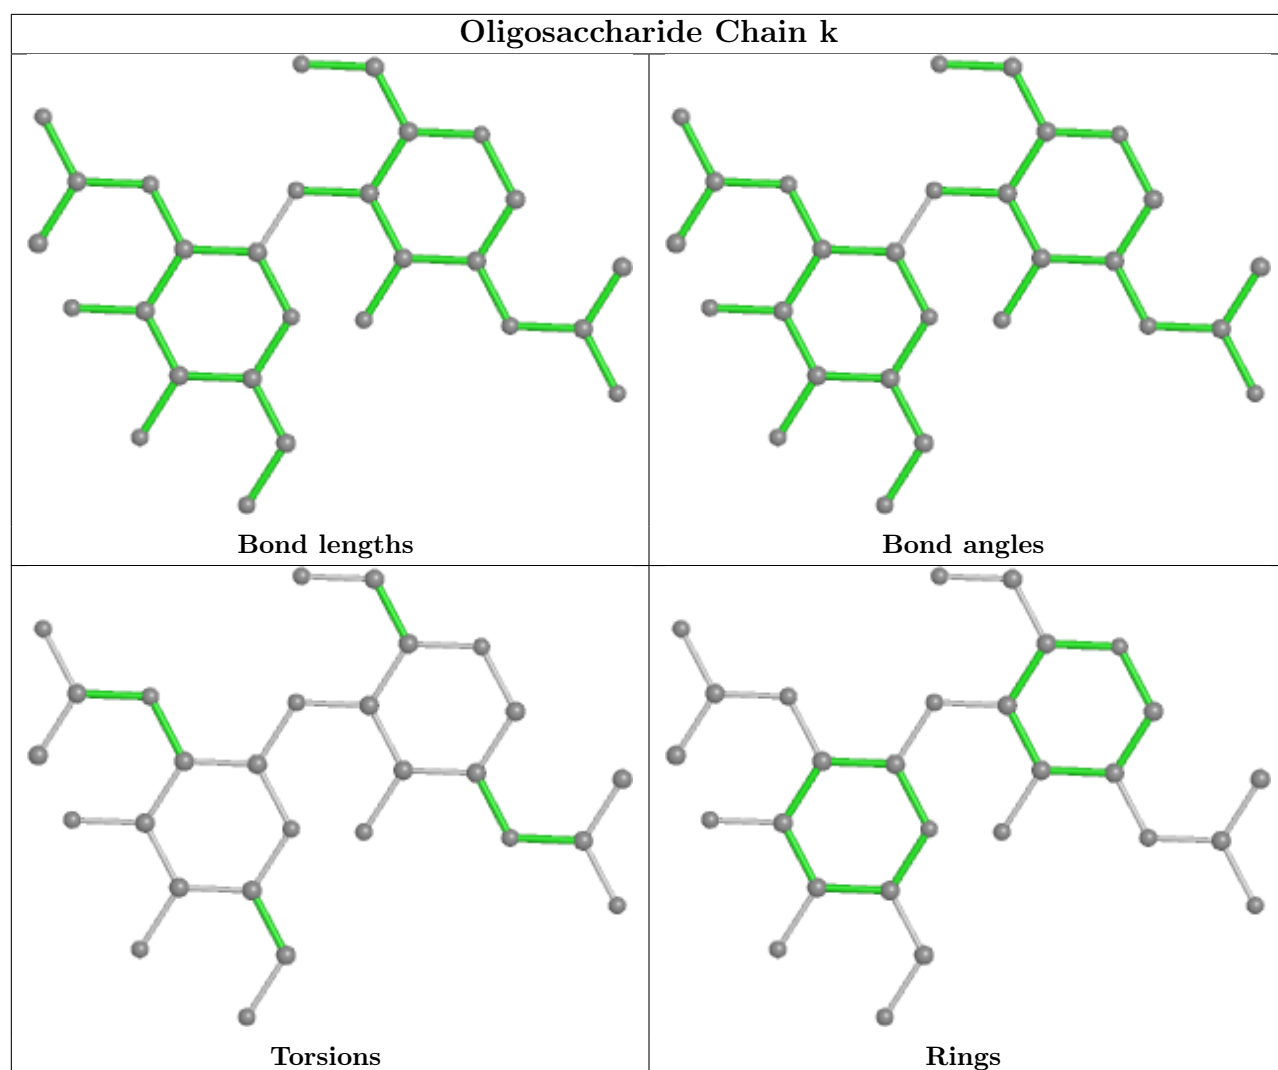 Oligosaccharide Chain k
Bond lengths
Bond angles
Torsions
Rings